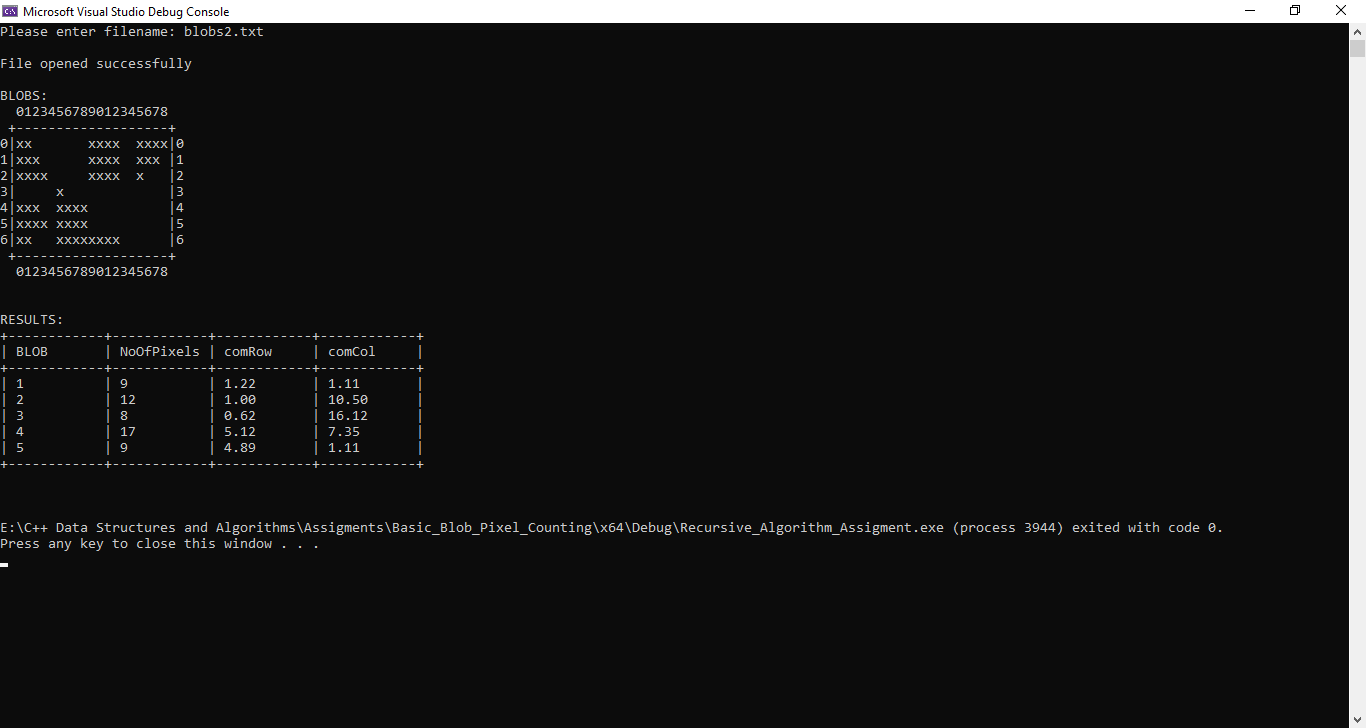 Microsoft Visual Studio Debug Console
Please enter filename: blobs2.txt
File opened successfully
BLOBS:
  0123456789012345678
 +-------------------+
0|xx       xxxx  xxxx|0
1|xxx      xxxx  xxx |1
2|xxxx     xxxx  x   |2
3|     x             |3
4|xxx  xxxx          |4
5|xxxx xxxx          |5
6|xx   xxxxxxxx      |6
 +-------------------+
  0123456789012345678
RESULTS:
+------------+------------+------------+------------+
| BLOB       | NoOfPixels | comRow     | comCol     |
+------------+------------+------------+------------+
| 1          | 9          | 1.22       | 1.11       |
| 2          | 12         | 1.00       | 10.50      |
| 3          | 8          | 0.62       | 16.12      |
| 4          | 17         | 5.12       | 7.35       |
| 5          | 9          | 4.89       | 1.11       |
+------------+------------+------------+------------+
E:\C++ Data Structures and Algorithms\Assigments\Basic_Blob_Pixel_Counting\x64\Debug\Recursive_Algorithm_Assigment.exe (process 3944) exited with code 0.
Press any key to close this window . . .